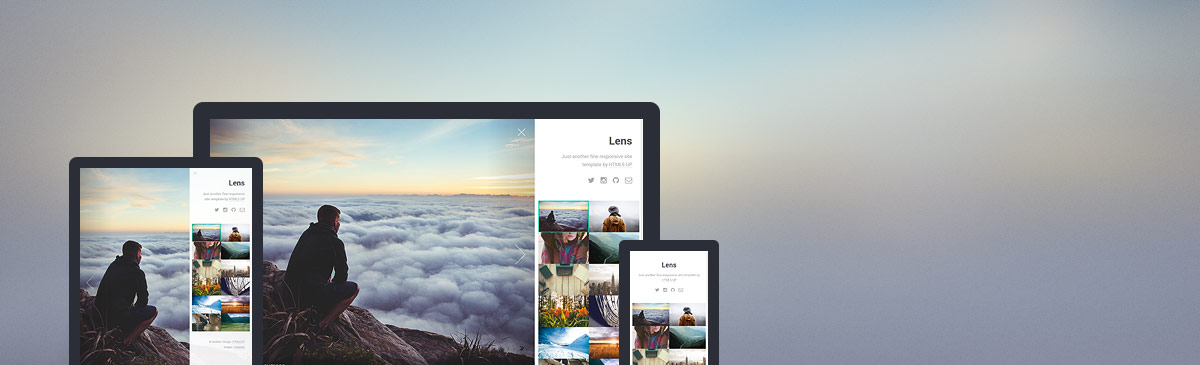 Lens
Just another fine responsive site
template by HTML5 UP
Lens
Just another fine responsive
site template by HTML5 UP
Lens
Just another fine responsive site template by
HTML5 UP